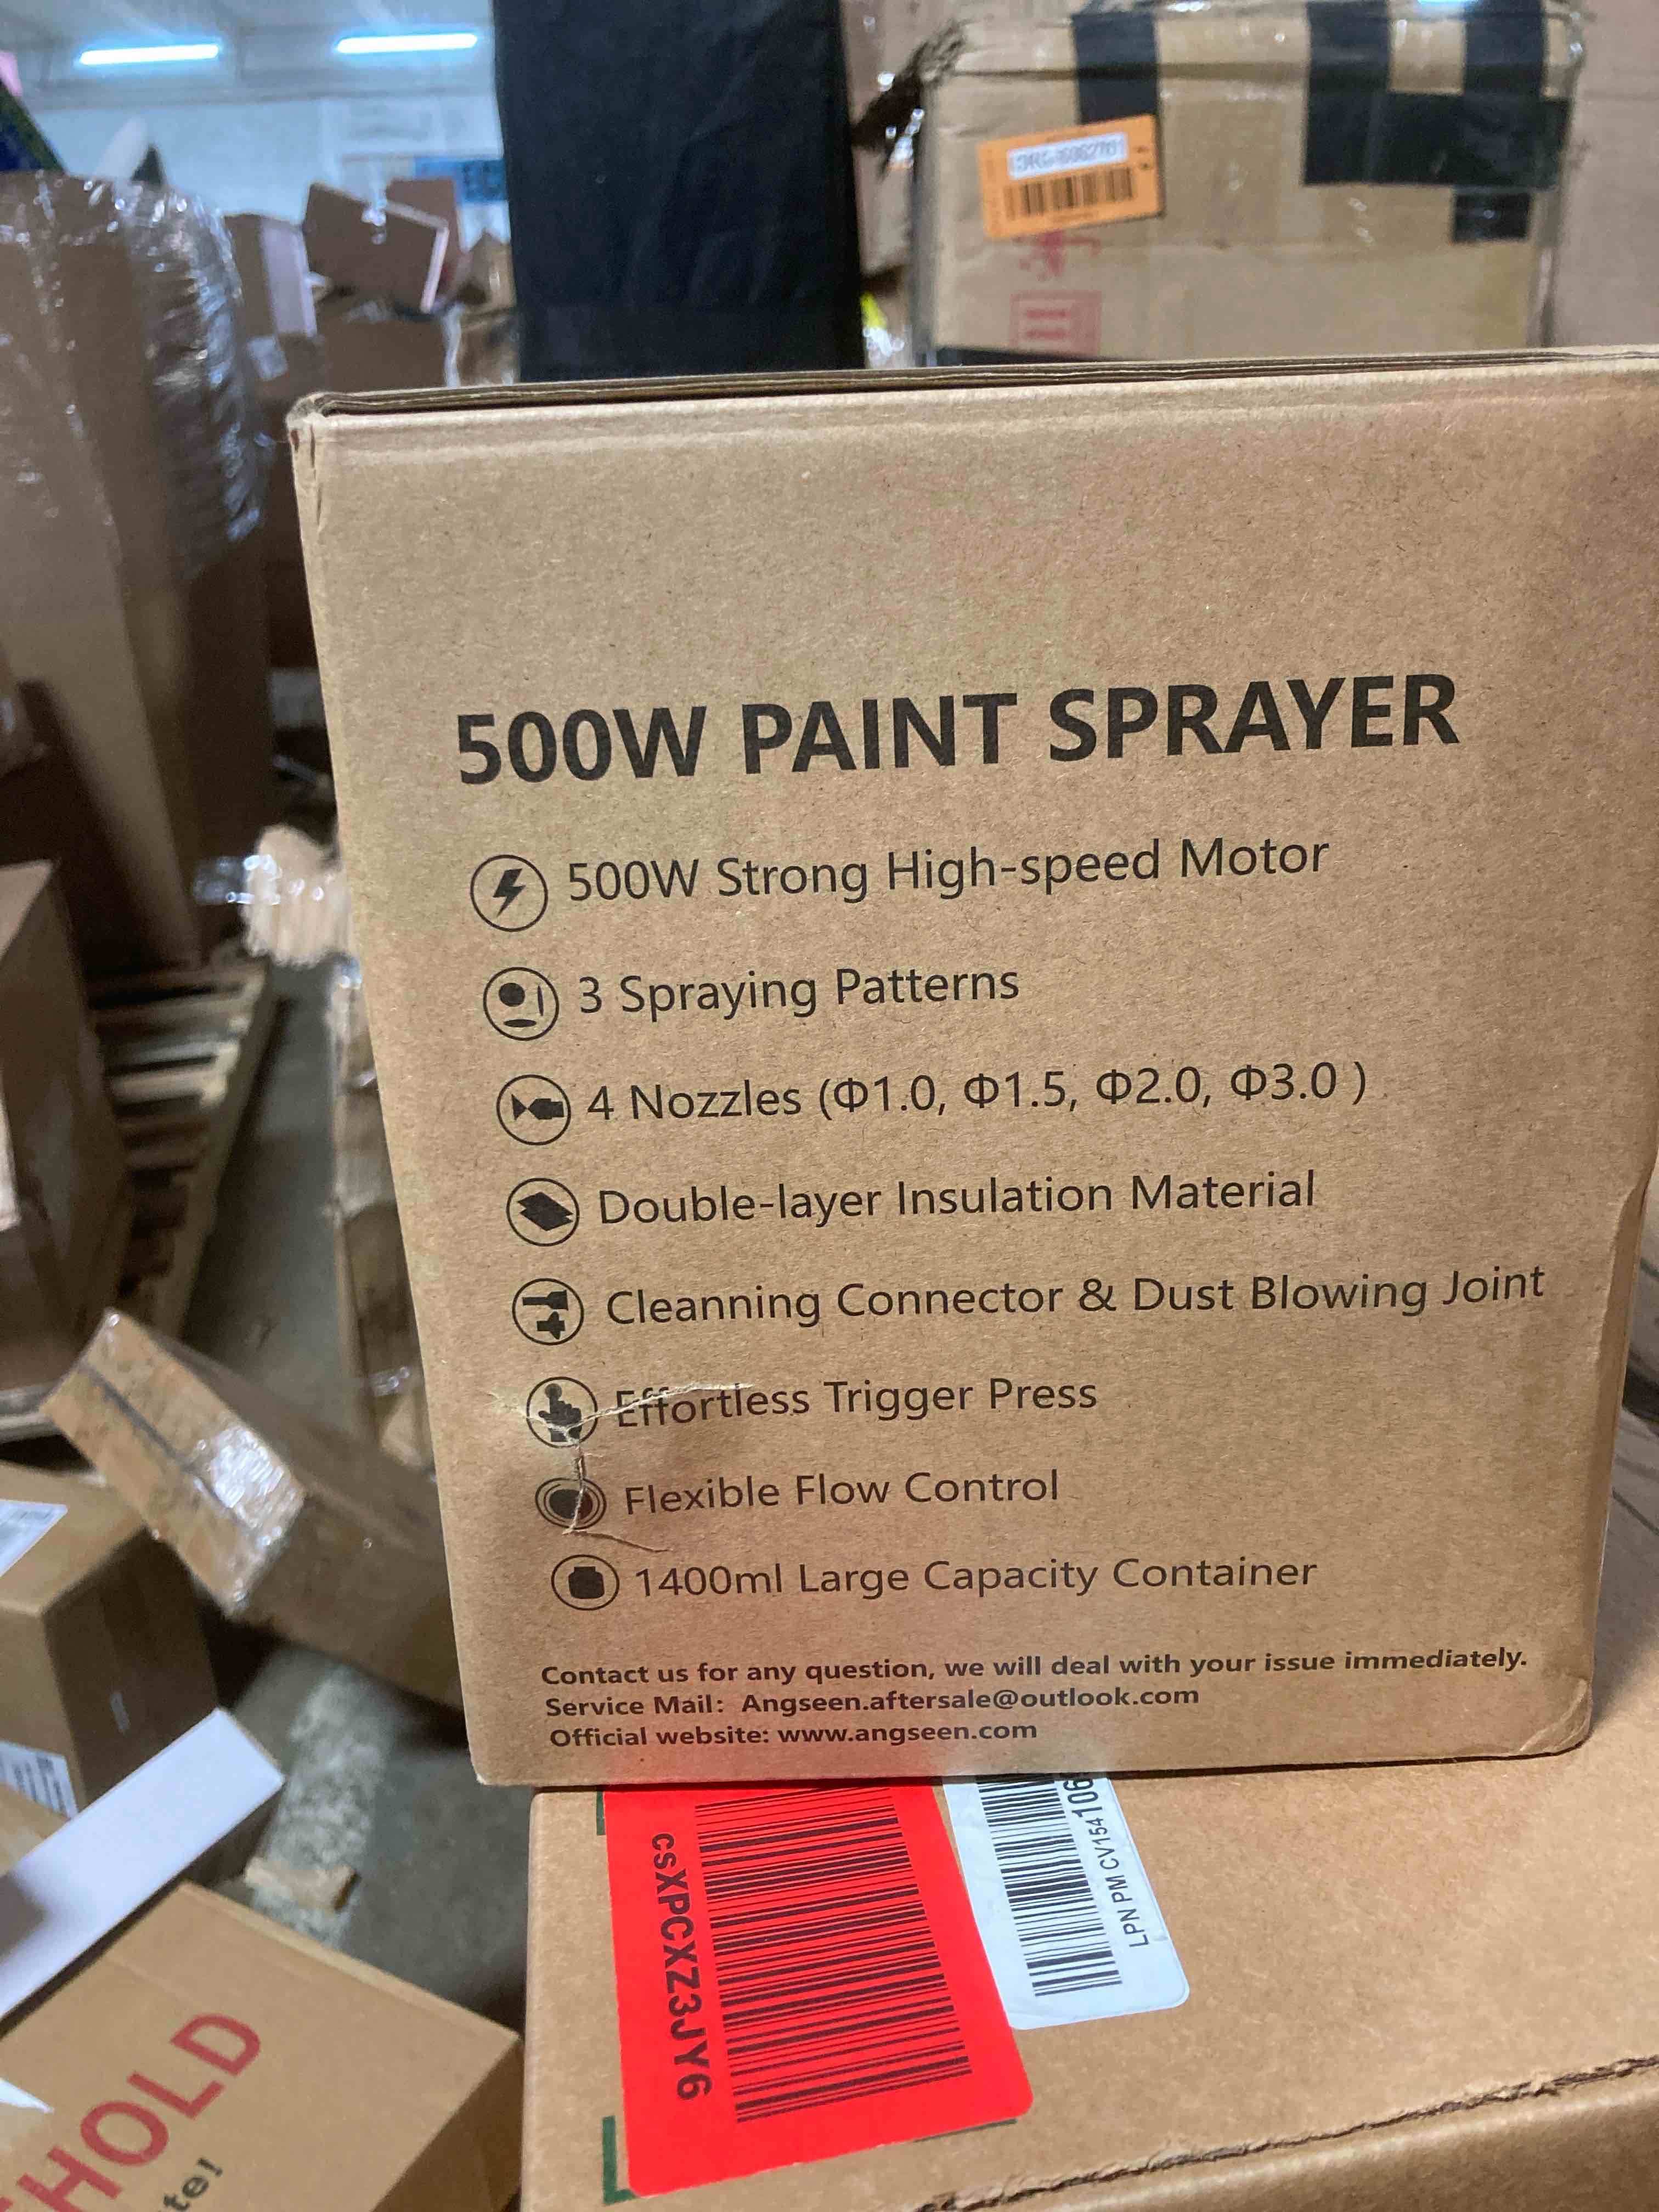 500W PAINT SPRAYER
500W Strong High-speed Motor
3 Spraying Patterns
4 Nozzles (Φ1.0, Φ1.5, Φ2.0, Φ3.0 )
Double-layer Insulation Material
Cleanning Connector & Dust Blowing Joint
Effortless Trigger Press
Flexible Flow Control
1400ml Large Capacity Container
Contact us for any question, we will deal with your issue immediately.
Service Mail: Angseen.aftersale@outlook.com
Official website: www.angseen.com
csXPCXZ3JY6
LPN PM CV154106
HOLD
te!